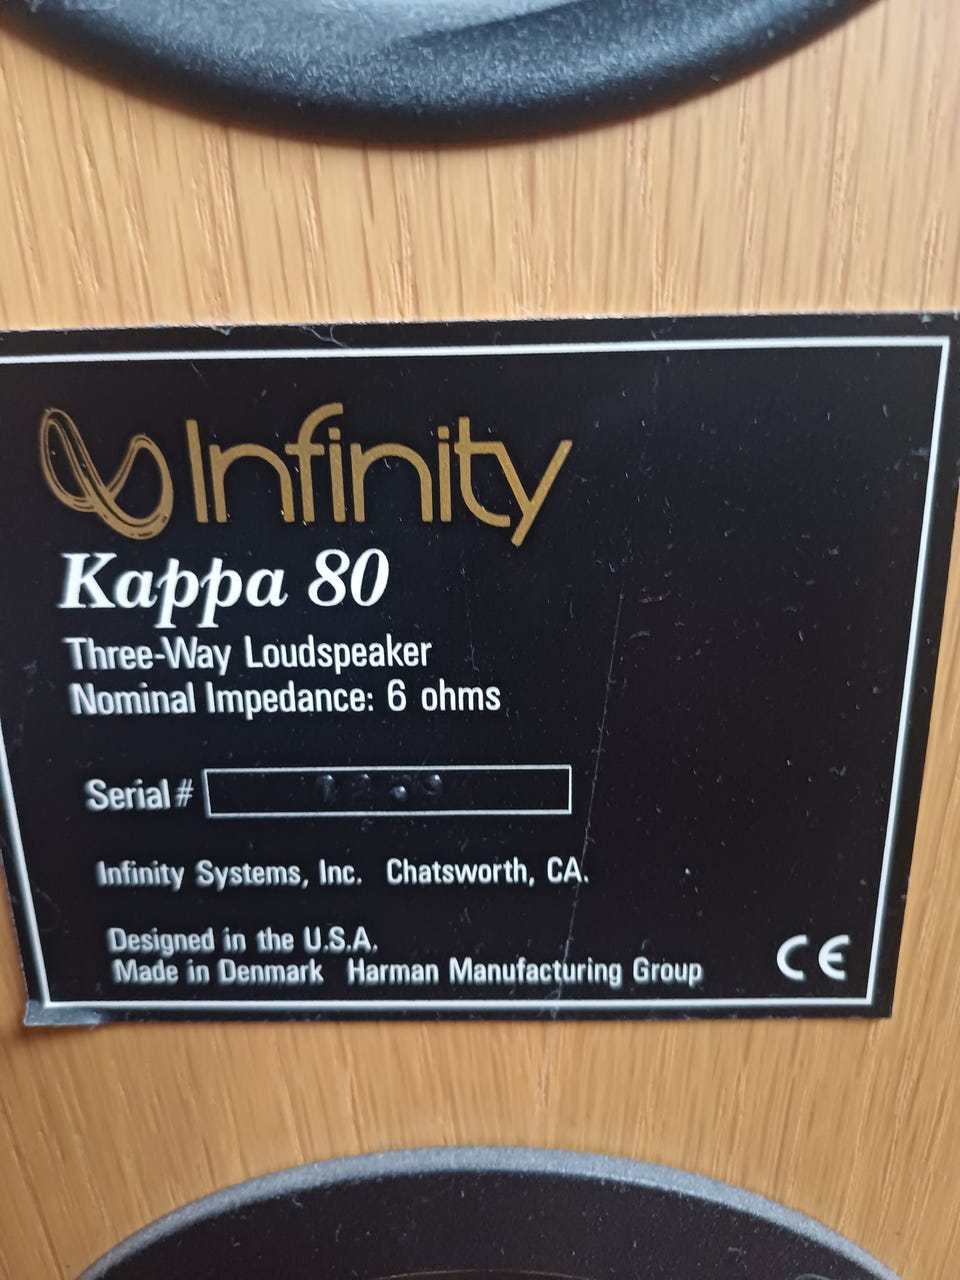 Infinity
Kappa 80
Three-Way Loudspeaker
Nominal Impedance: 6 ohms
Serial #
Infinity Systems, Inc. Chatsworth, CA.
Designed in the U.S.A.
Made in Denmark Harman Manufacturing Group
CE